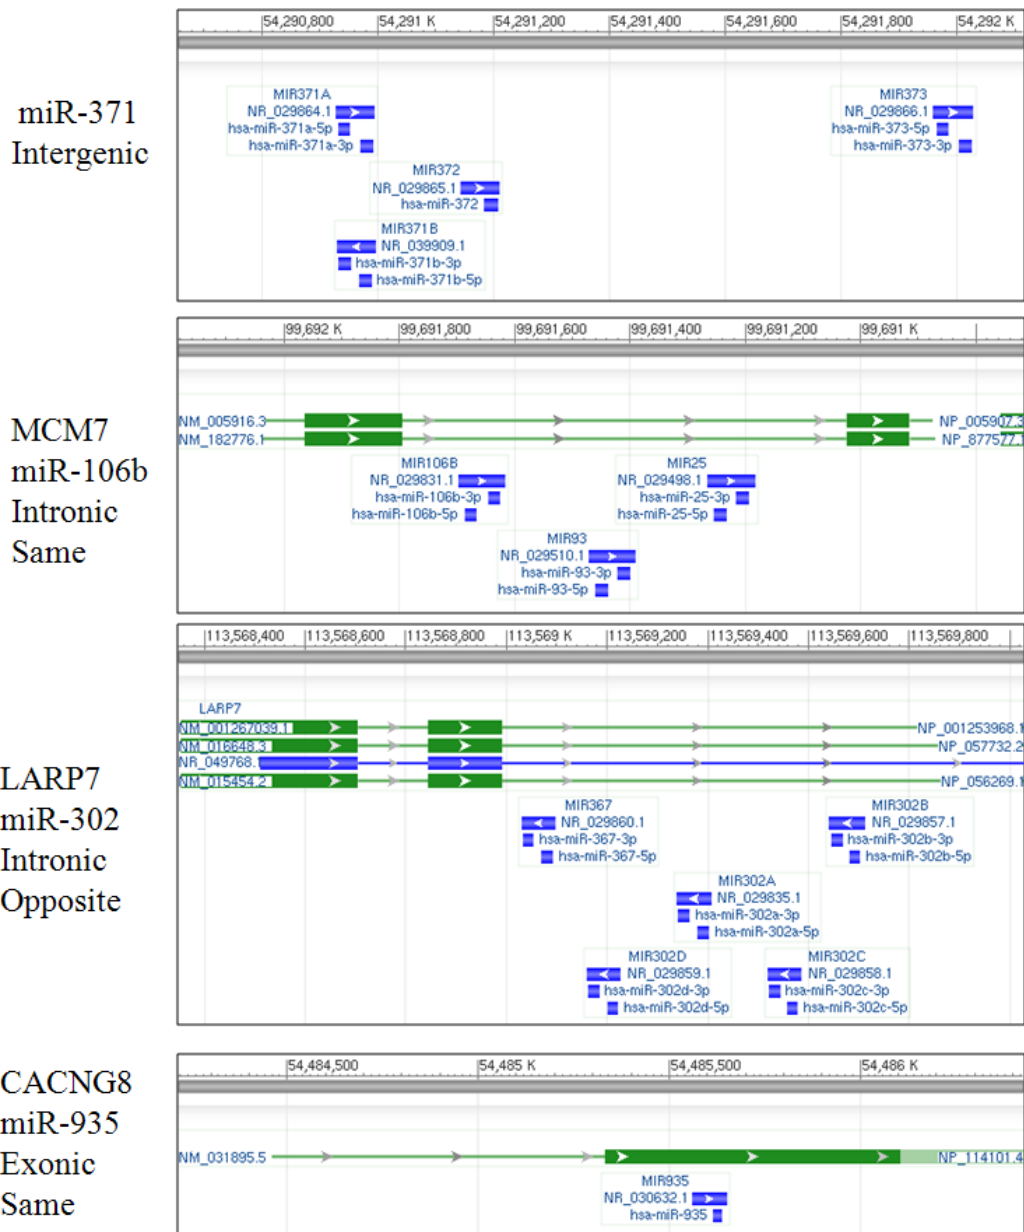 54,290,800 54,291 K 54,291,200 54,291,400 54,291,600 54,291,800 54,292 K
miR-371
Intergenic
MIR371A MIR373
NR_029864.1 NR_029866.1
hsa-miR-371a-5p hsa-miR-373-5p
hsa-miR-371a-3p hsa-miR-373-3p
MIR372
NR_029865.1
hsa-miR-372
MIR371B
NR_039909.1
hsa-miR-371b-3p
hsa-miR-371b-5p
99,692 K 99,691,800 99,691,600 99,691,400 99,691,200 99,691 K
MCM7
miR-106b
Intronic
Same
NM_005916.3 NP_005907.3
NM_182776.1 NP_877577.1
MIR106B MIR25
NR_029831.1 NR_029498.1
hsa-miR-106b-3p hsa-miR-25-3p
hsa-miR-106b-5p hsa-miR-25-5p
MIR93
NR_029510.1
hsa-miR-93-3p
hsa-miR-93-5p
113,568,400 113,568,600 113,568,800 113,569 K 113,569,200 113,569,400 113,569,600 113,569,800
LARP7
miR-302
Intronic
Opposite
LARP7
NM_001267039.1 NP_001253968.1
NM_016648.3 NP_057732.2
NR_049768.1
NM_015454.2 NP_056269.1
MIR367 MIR302B
NR_029860.1 NR_029857.1
hsa-miR-367-3p hsa-miR-302b-3p
hsa-miR-367-5p hsa-miR-302b-5p
MIR302A
NR_029835.1
hsa-miR-302a-3p
hsa-miR-302a-5p
MIR302D MIR302C
NR_029859.1 NR_029858.1
hsa-miR-302d-3p hsa-miR-302c-3p
hsa-miR-302d-5p hsa-miR-302c-5p
54,484,500 54,485 K 54,485,500 54,486 K
CACNG8
miR-935
Exonic
Same
NM_031895.5 NP_114101.4
MIR935
NR_030632.1
hsa-miR-935